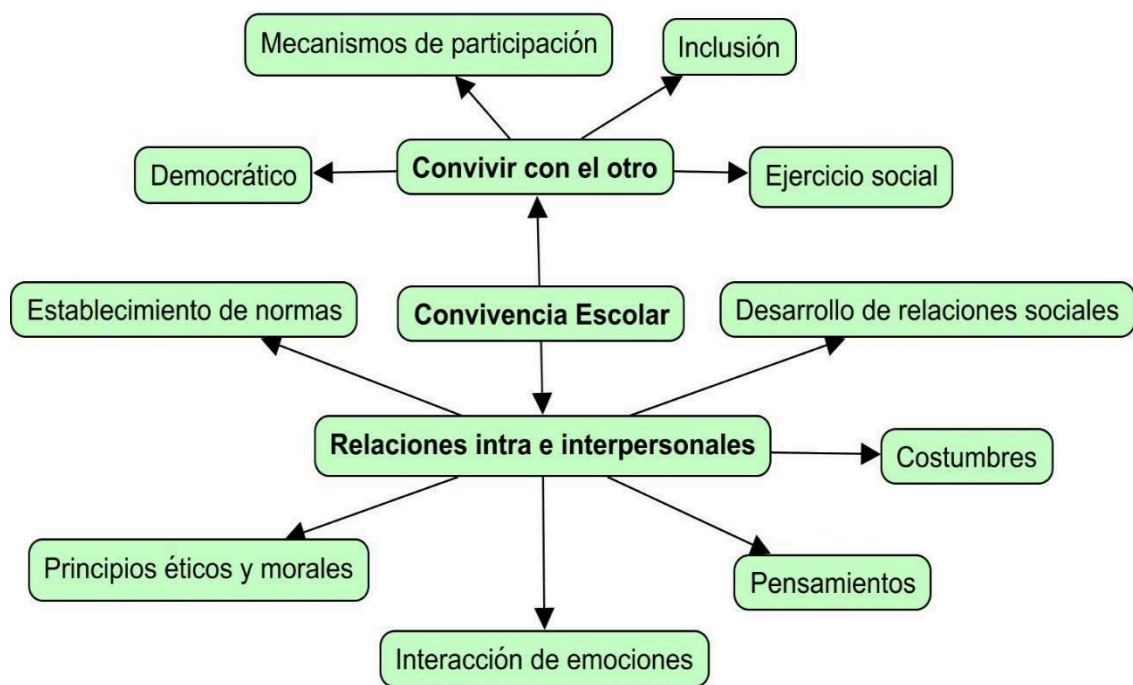 Mecanismos de participación
Inclusión
Democrático
Convivir con el otro
Ejercicio social
Establecimiento de normas
Convivencia Escolar
Desarrollo de relaciones sociales
Relaciones intra e interpersonales
Costumbres
Principios éticos y morales
Pensamientos
Interacción de emociones